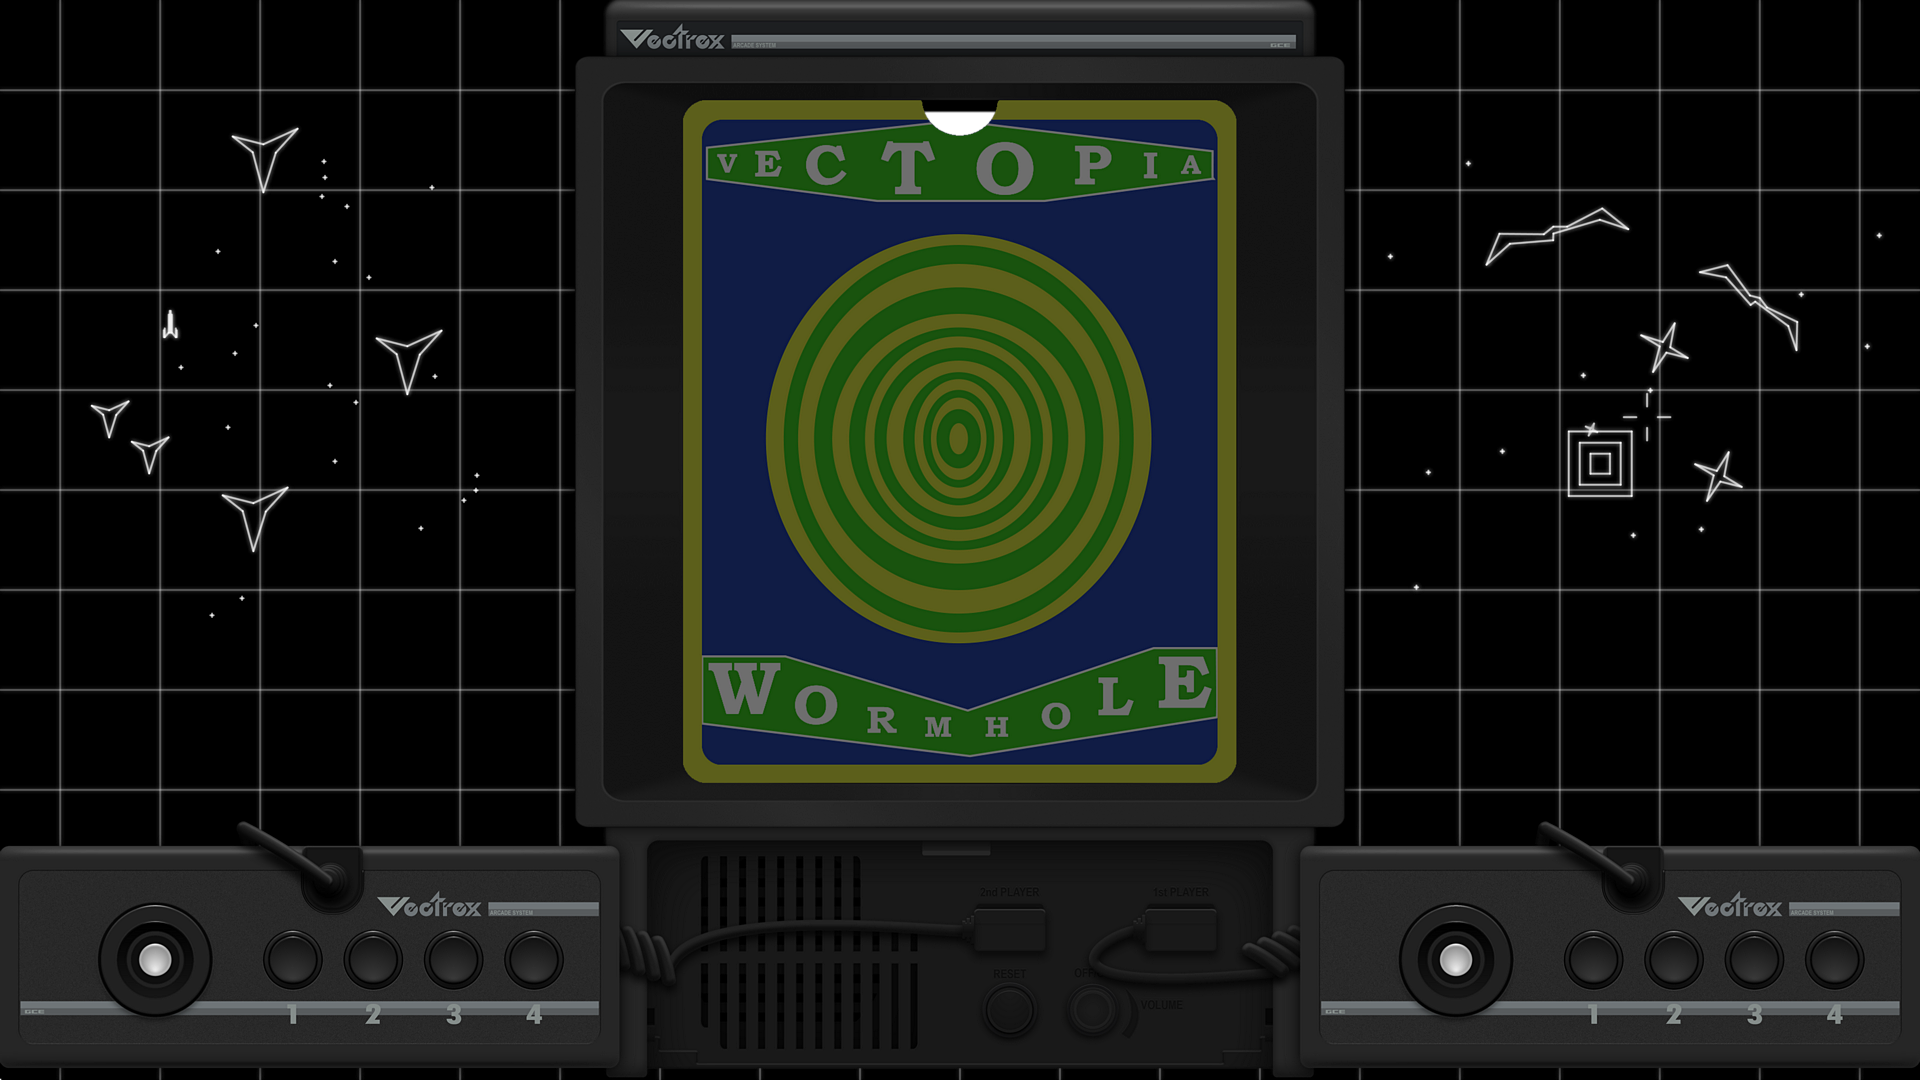 Vectrex ARCADE SYSTEM GCE
VECTOPIA
WORMHOLE
2nd PLAYER 1st PLAYER
Vectrex ARCADE SYSTEM
Vectrex ARCADE SYSTEM
RESET OFF
VOLUME
GCE 1 2 3 4
GCE 1 2 3 4